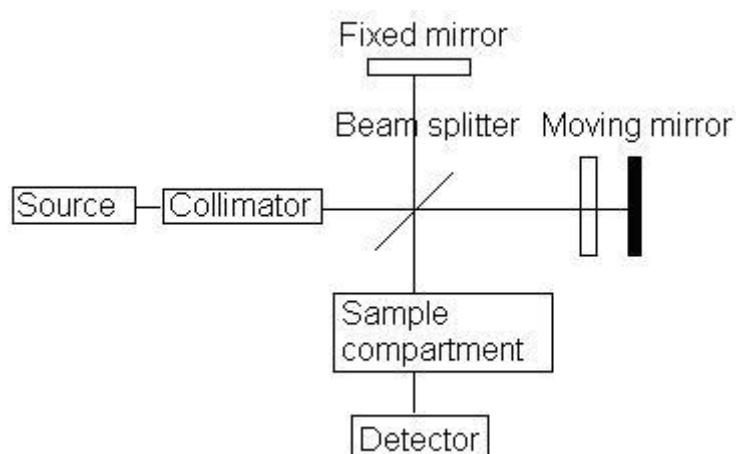 Fixed mirror
Beam splitter
Moving mirror
Source
Collimator
Sample
compartment
Detector